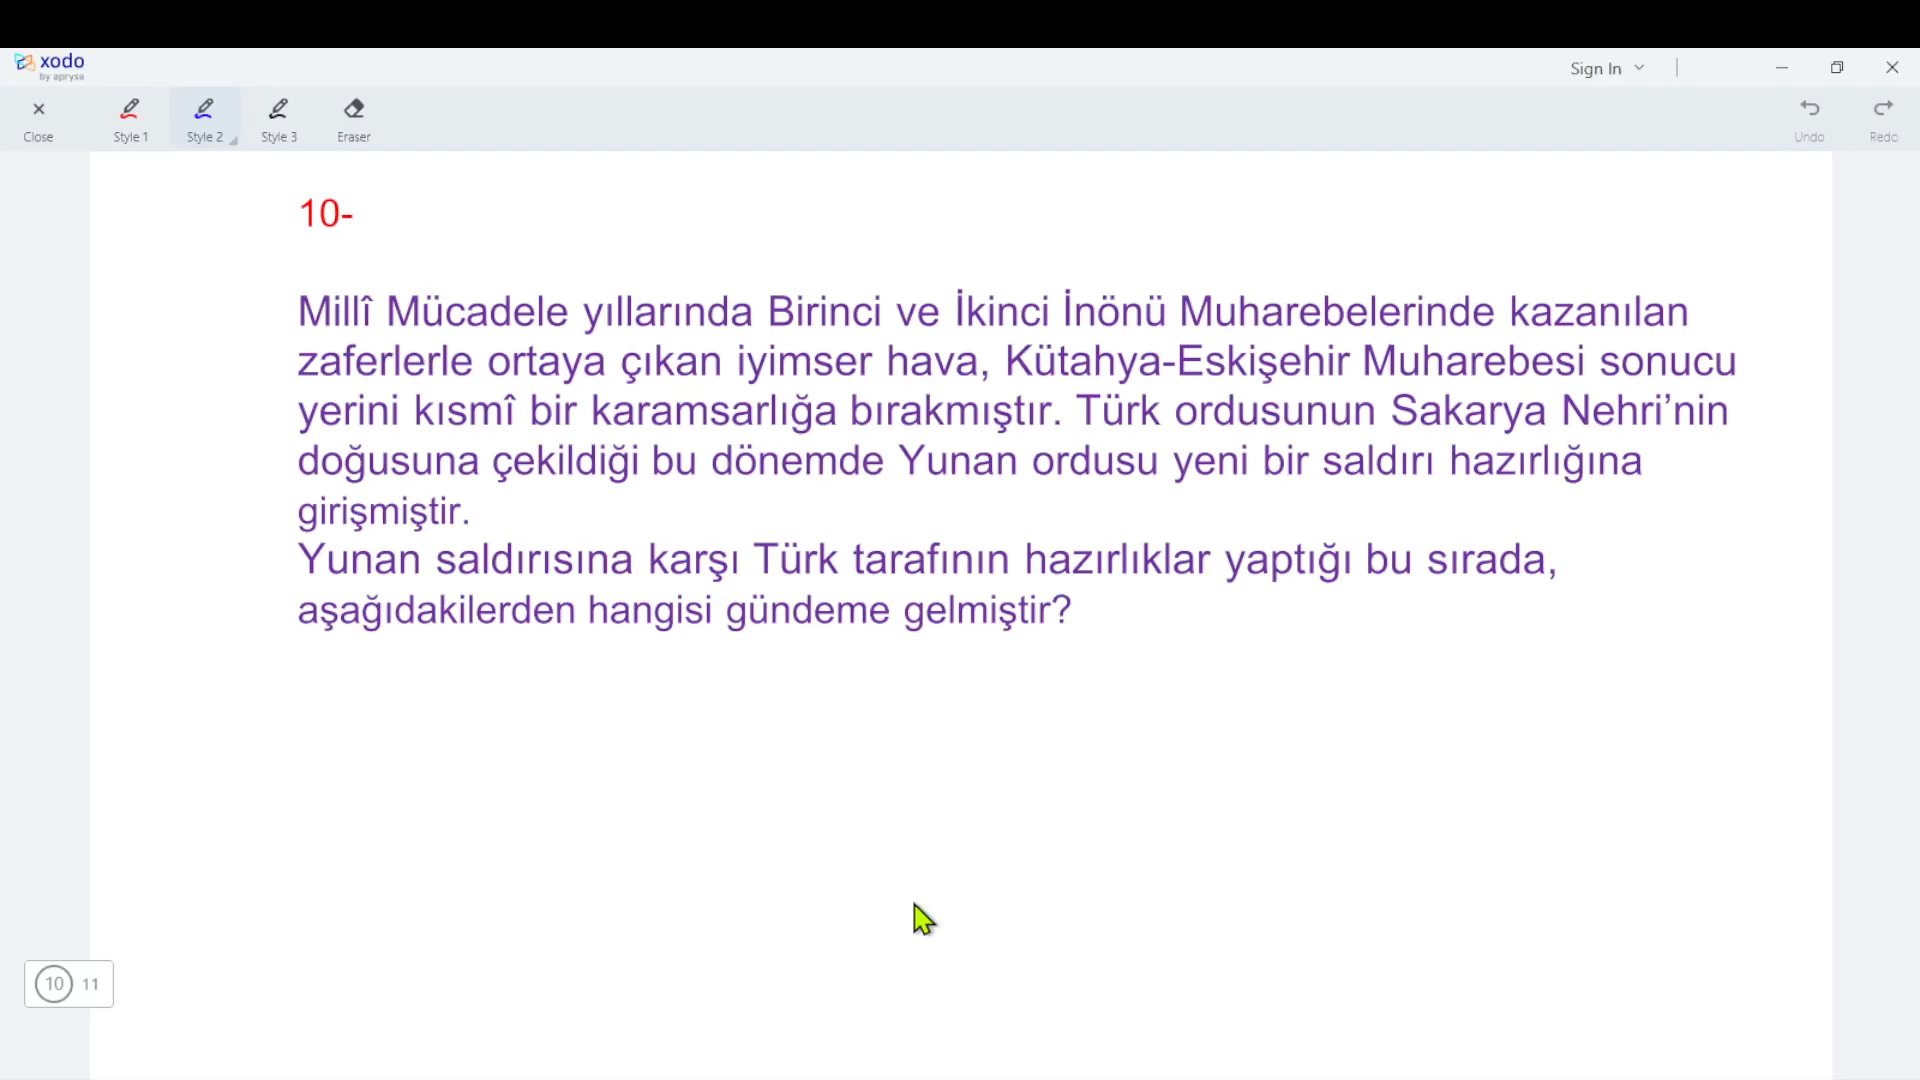 xodo
by apryse
Sign In
Close
Style 1
Style 2
Style 3
Eraser
Undo
Redo
10-
Millî Mücadele yıllarında Birinci ve İkinci İnönü Muharebelerinde kazanılan
zaferlerle ortaya çıkan iyimser hava, Kütahya-Eskişehir Muharebesi sonucu
yerini kısmî bir karamsarlığa bırakmıştır. Türk ordusunun Sakarya Nehri’nin
doğusuna çekildiği bu dönemde Yunan ordusu yeni bir saldırı hazırlığına
girişmiştir.
Yunan saldırısına karşı Türk tarafının hazırlıklar yaptığı bu sırada,
aşağıdakilerden hangisi gündeme gelmiştir?
10 11